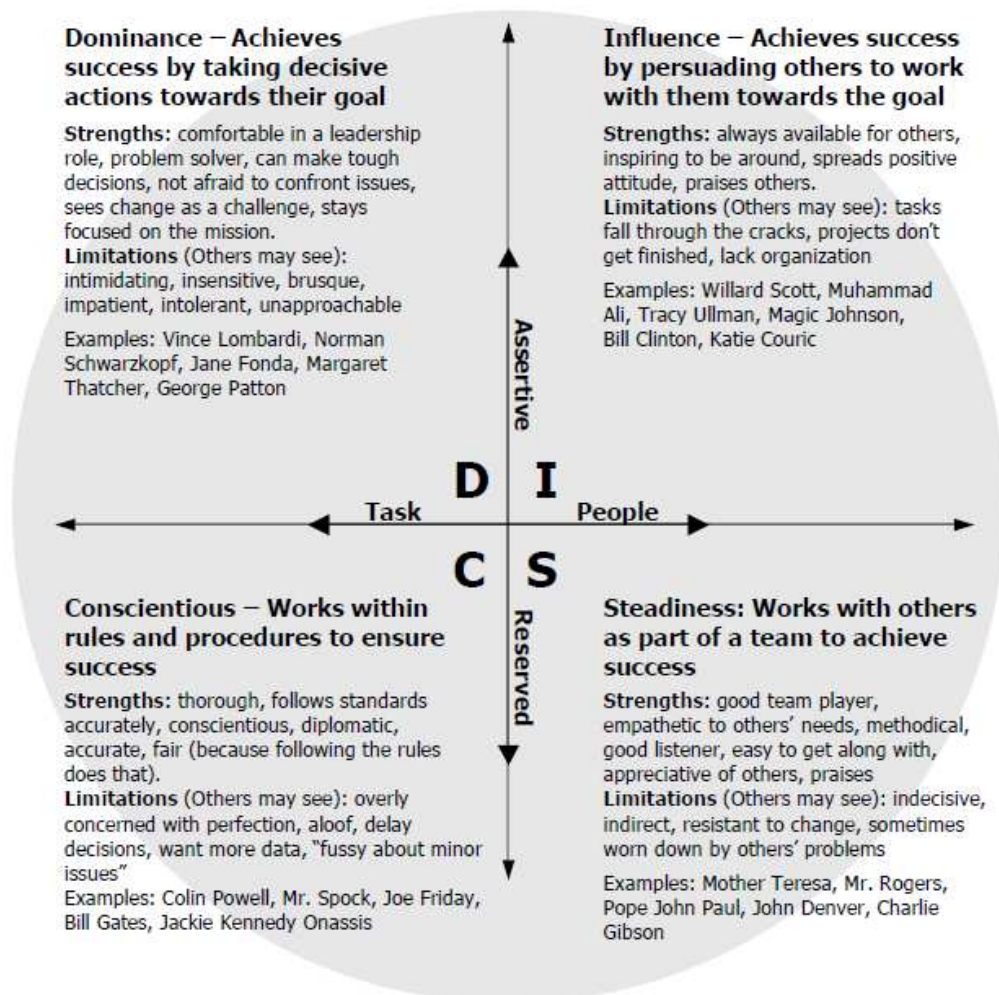 Dominance – Achieves
success by taking decisive
actions towards their goal
Strengths: comfortable in a leadership
role, problem solver, can make tough
decisions, not afraid to confront issues,
sees change as a challenge, stays
focused on the mission.
Limitations (Others may see):
intimidating, insensitive, brusque,
impatient, intolerant, unapproachable
Examples: Vince Lombardi, Norman
Schwarzkopf, Jane Fonda, Margaret
Thatcher, George Patton
Influence – Achieves success
by persuading others to work
with them towards the goal
Strengths: always available for others,
inspiring to be around, spreads positive
attitude, praises others.
Limitations (Others may see): tasks
fall through the cracks, projects don’t
get finished, lack organization
Examples: Willard Scott, Muhammad
Ali, Tracy Ullman, Magic Johnson,
Bill Clinton, Katie Couric
Assertive
D I
Task People
C S
Reserved
Conscientious – Works within
rules and procedures to ensure
success
Strengths: thorough, follows standards
accurately, conscientious, diplomatic,
accurate, fair (because following the rules
does that).
Limitations (Others may see): overly
concerned with perfection, aloof, delay
decisions, want more data, “fussy about minor
issues”
Examples: Colin Powell, Mr. Spock, Joe Friday,
Bill Gates, Jackie Kennedy Onassis
Steadiness: Works with others
as part of a team to achieve
success
Strengths: good team player,
empathetic to others’ needs, methodical,
good listener, easy to get along with,
appreciative of others, praises
Limitations (Others may see): indecisive,
indirect, resistant to change, sometimes
worn down by others’ problems
Examples: Mother Teresa, Mr. Rogers,
Pope John Paul, John Denver, Charlie
Gibson